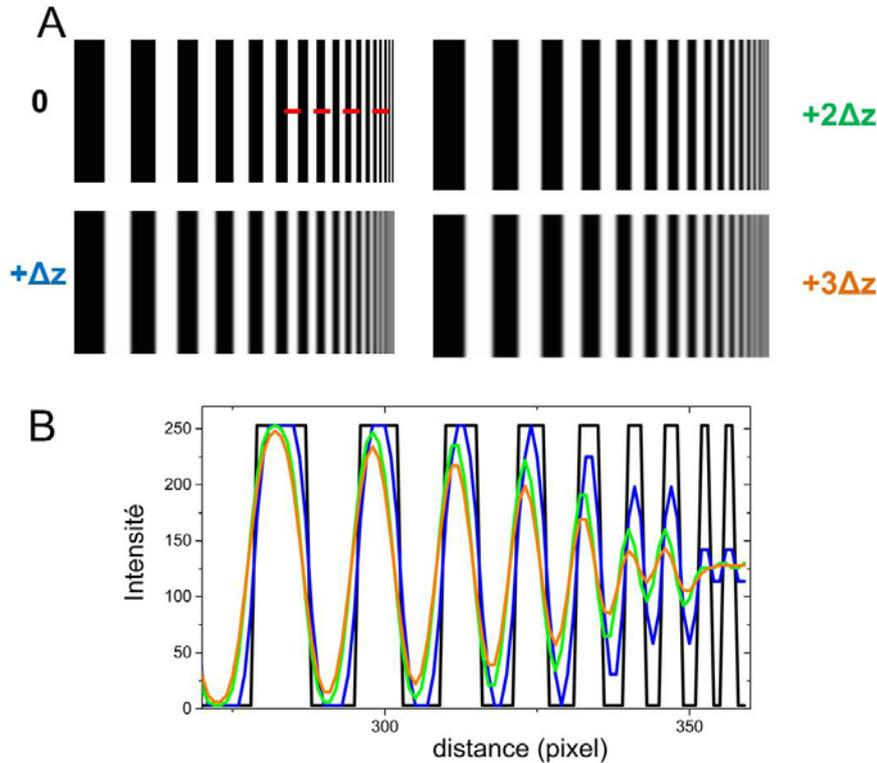 A
0
+2Δz
+Δz
+3Δz
B
250
200
150
100
50
0
Intensité
300
350
distance (pixel)